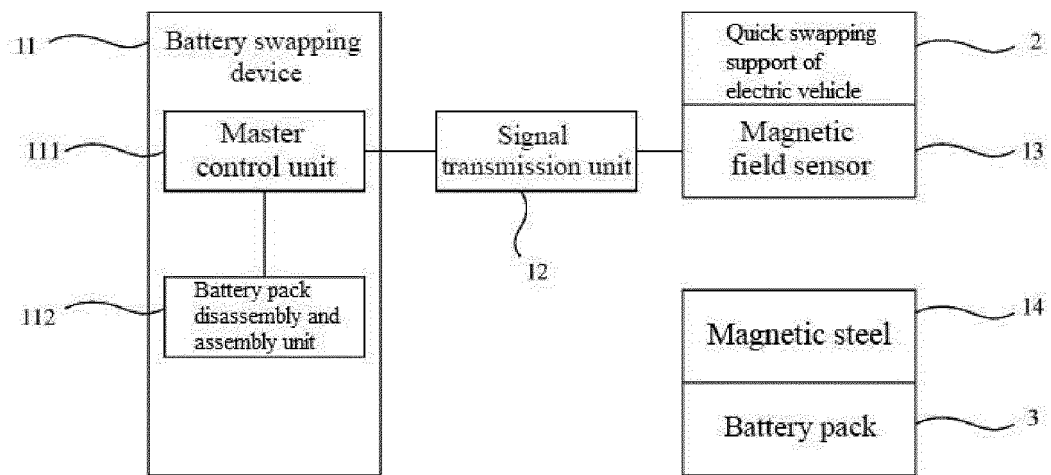 11
Battery swapping
device
111
Master
control unit
112
Battery pack
disassembly and
assembly unit
Signal
transmission unit
12
Quick swapping
support of
electric vehicle
2
Magnetic
field sensor
13
Magnetic steel
14
Battery pack
3